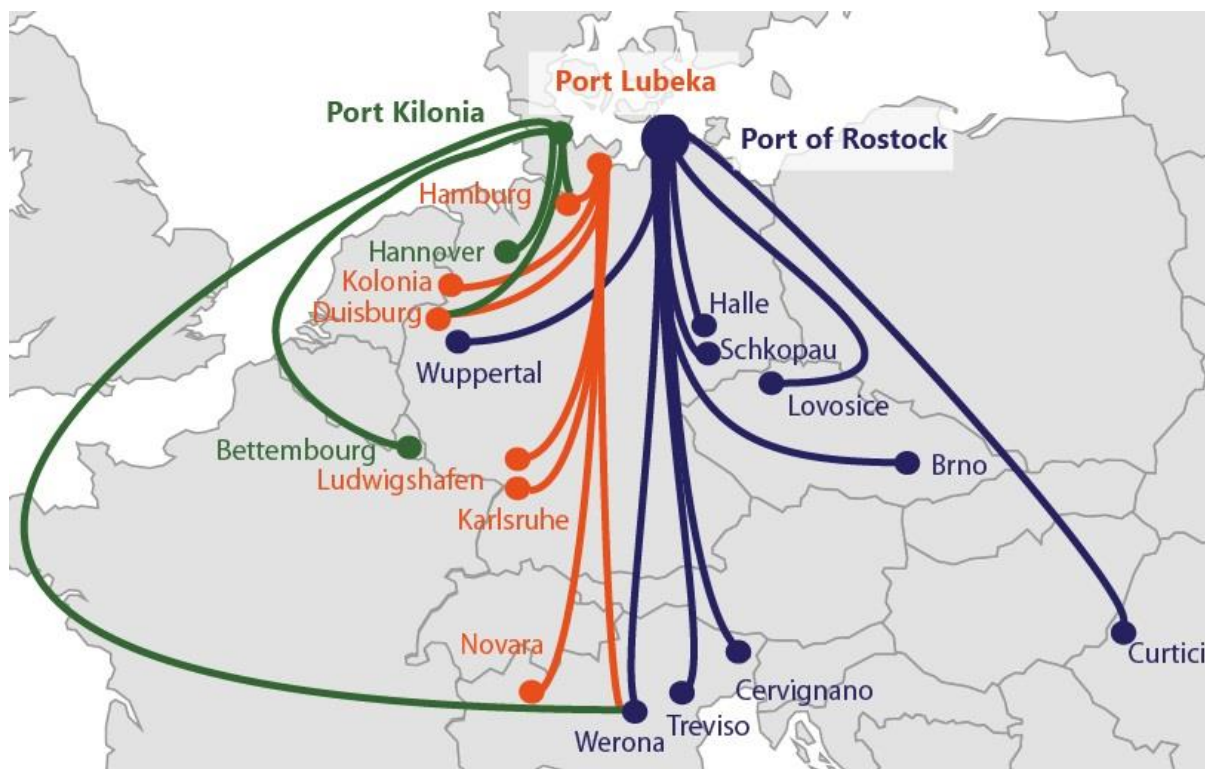 Port Lubeka
Port Kilonia
Port of Rostock
Hamburg
Hannover
Kolonia
Duisburg
Halle
Schkopau
Wuppertal
Lovosice
Bettembourg
Brno
Ludwigshafen
Karlsruhe
Novara
Curtici
Cervignano
Treviso
Werona